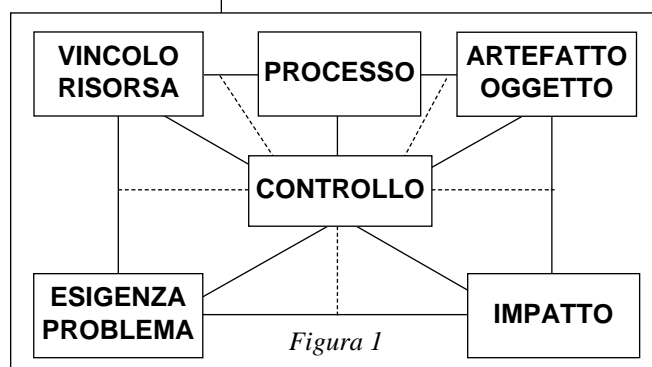 VINCOLO
RISORSA
PROCESSO
ARTEFATTO
OGGETTO
CONTROLLO
ESIGENZA
PROBLEMA
IMPATTO
Figura 1